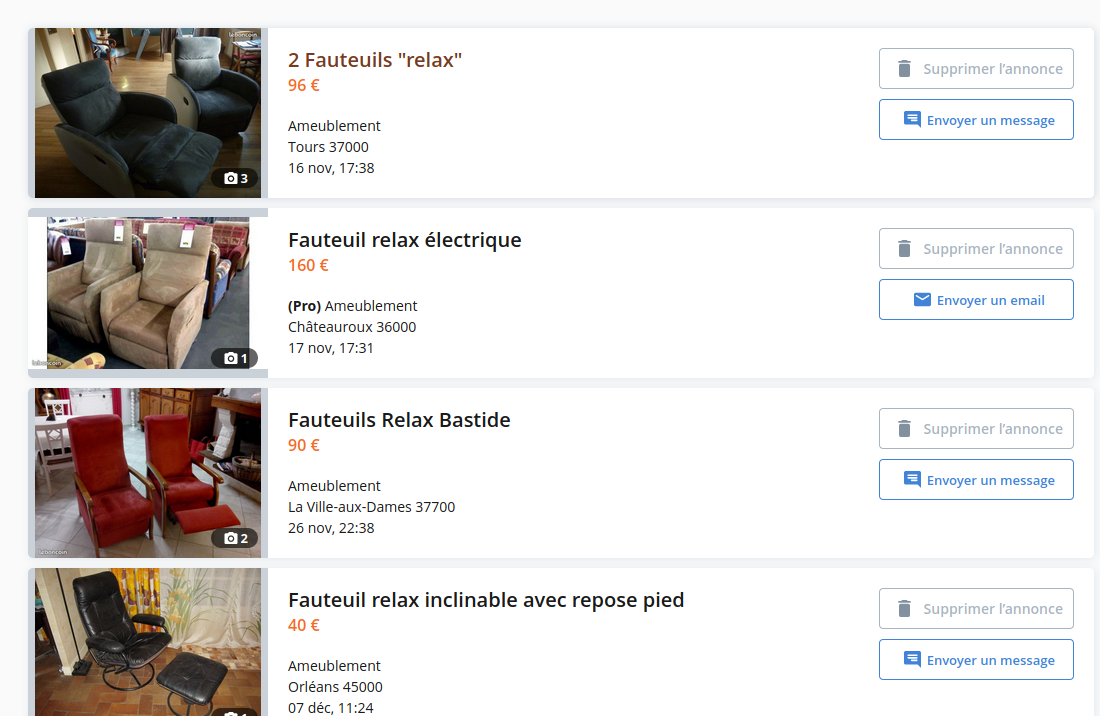 leboncoin
3
2 Fauteuils "relax"
96 €
Ameublement
Tours 37000
16 nov, 17:38
Supprimer l’annonce
Envoyer un message
leboncoin
1
Fauteuil relax électrique
160 €
(Pro) Ameublement
Châteauroux 36000
17 nov, 17:31
Supprimer l’annonce
Envoyer un email
leboncoin
2
Fauteuils Relax Bastide
90 €
Ameublement
La Ville-aux-Dames 37700
26 nov, 22:38
Supprimer l’annonce
Envoyer un message
Fauteuil relax inclinable avec repose pied
40 €
Ameublement
Orléans 45000
07 déc, 11:24
Supprimer l’annonce
Envoyer un message